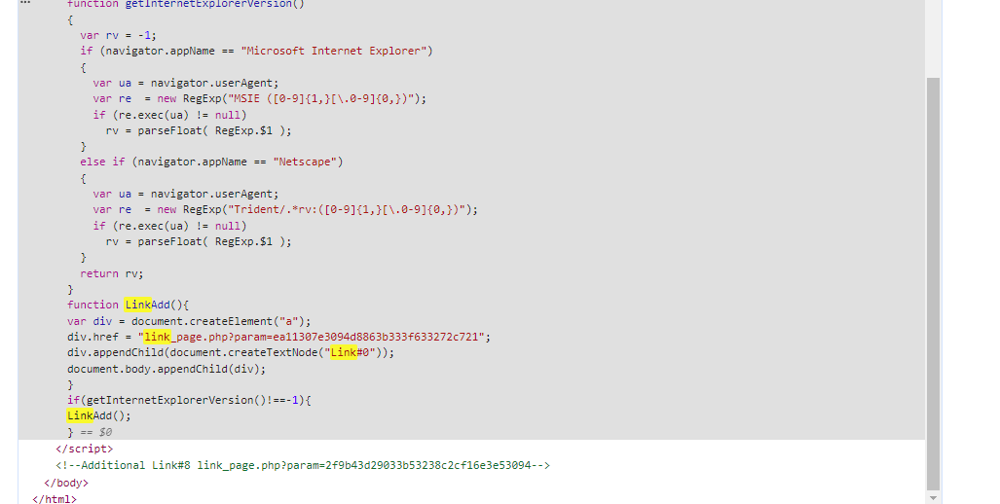 function getInternetExplorerVersion()
{
var rv = -1;
if (navigator.appName == "Microsoft Internet Explorer")
{
var ua = navigator.userAgent;
var re  = new RegExp("MSIE ([0-9]{1,}[\.0-9]{0,})");
if (re.exec(ua) != null)
rv = parseFloat( RegExp.$1 );
}
else if (navigator.appName == "Netscape")
{
var ua = navigator.userAgent;
var re  = new RegExp("Trident/.*rv:([0-9]{1,}[\.0-9]{0,})");
if (re.exec(ua) != null)
rv = parseFloat( RegExp.$1 );
}
return rv;
}
function LinkAdd(){
var div = document.createElement("a");
div.href = "link_page.php?param=ea11307e3094d8863b333f633272c721";
div.appendChild(document.createTextNode("Link#0"));
document.body.appendChild(div);
}
if(getInternetExplorerVersion()!==-1){
LinkAdd();
} == $0
</script>
<!--Additional Link#8 link_page.php?param=2f9b43d29033b53238c2cf16e3e53094-->
</body>
</html>